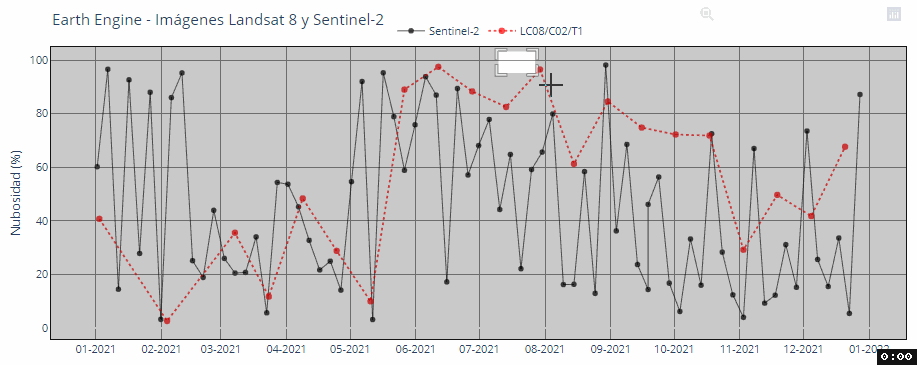 Earth Engine - Imágenes Landsat 8 y Sentinel-2
Sentinel-2 LC08/C02/T1
Nubosidad (%)
100
80
60
40
20
0
01-2021 02-2021 03-2021 04-2021 05-2021 06-2021 07-2021 08-2021 09-2021 10-2021 11-2021 12-2021 01-2022
0:00